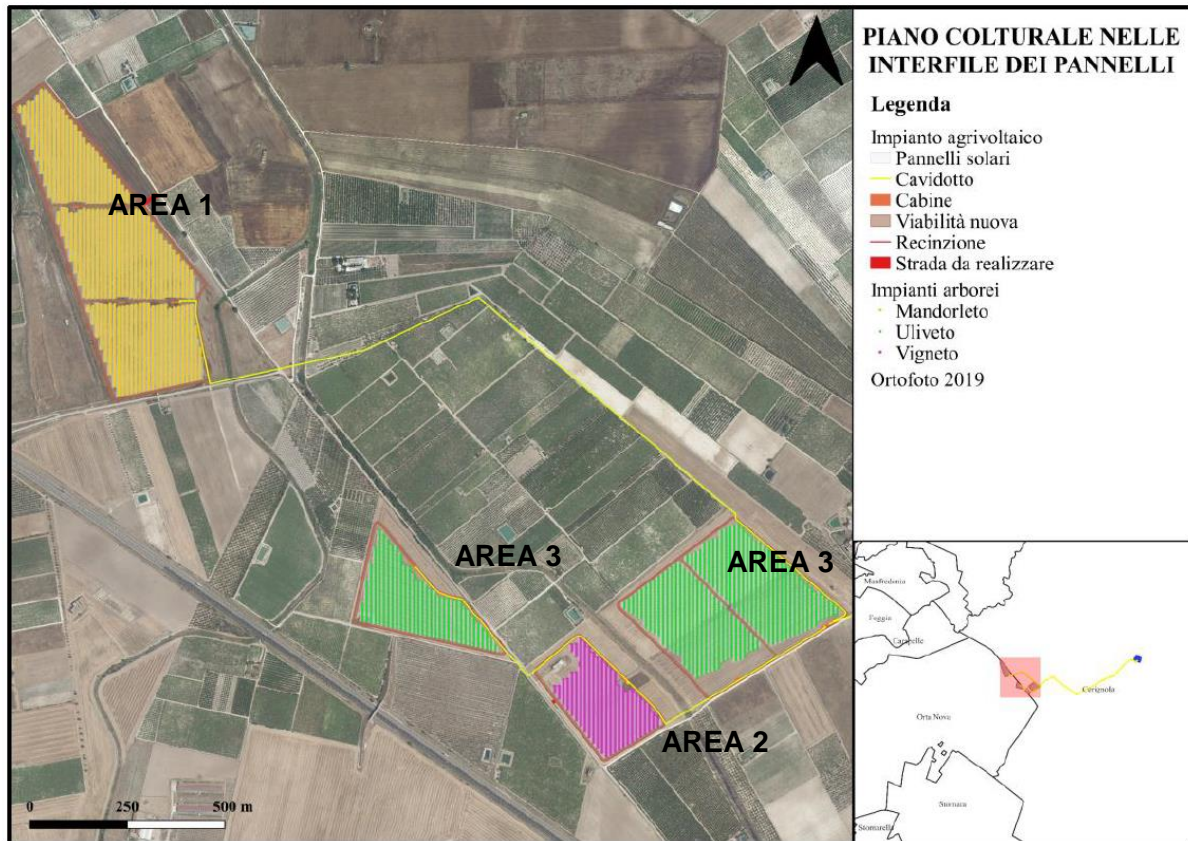 PIANO COLTURALE NELLE
INTERFILE DEI PANNELLI
Legenda
Impianto agrivoltaico
Pannelli solari
Cavidotto
Cabine
Viabilità nuova
Recinzione
Strada da realizzare
Impianti arborei
Mandorleto
Uliveto
Vigneto
Ortofoto 2019
AREA 1
AREA 3
AREA 3
AREA 2
0 250 500 m
Manfredonia
Foggia
Carapelle
Cerignola
Orta Nova
Stornarella